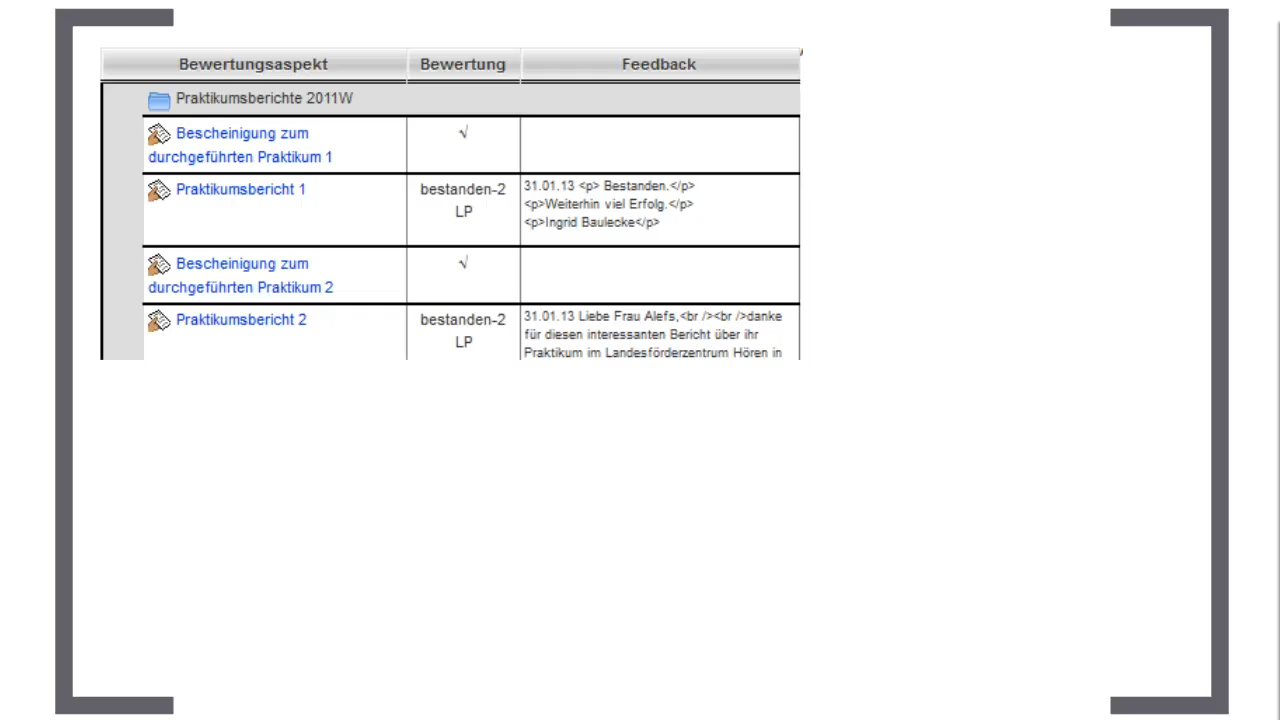 Bewertungsaspekt Bewertung Feedback
Praktikumsberichte 2011W
Bescheinigung zum
durchgeführten Praktikum 1
√
Praktikumsbericht 1
bestanden-2
LP
31.01.13 <p> Bestanden.</p>
<p>Weiterhin viel Erfolg.</p>
<p>Ingrid Baulecke</p>
Bescheinigung zum
durchgeführten Praktikum 2
√
Praktikumsbericht 2
bestanden-2
LP
31.01.13 Liebe Frau Alefs,<br /><br />danke
für diesen interessanten Bericht über ihr
Praktikum im Landesförderzentrum Hören in